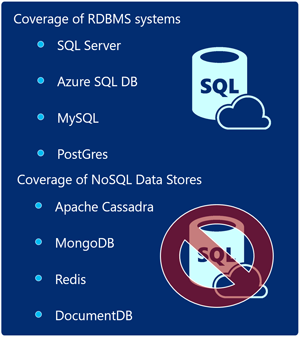 Coverage of RDBMS systems
SQL Server
Azure SQL DB
MySQL
PostGres
SQL
Coverage of NoSQL Data Stores
Apache Cassadra
MongoDB
Redis
DocumentDB
SQL